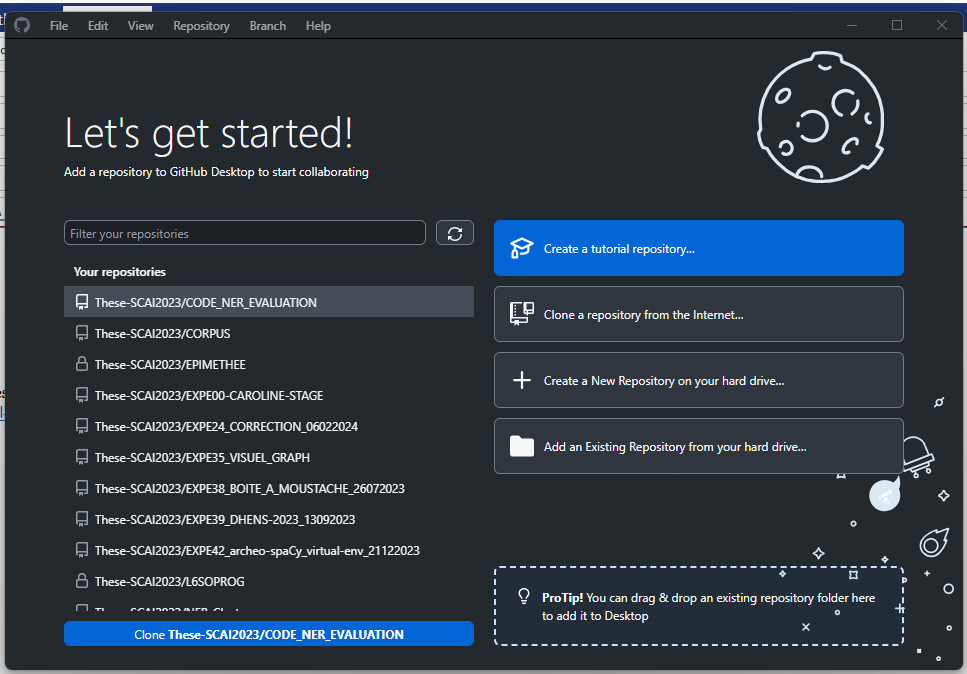 File Edit View Repository Branch Help
Let's get started!
Add a repository to GitHub Desktop to start collaborating
Filter your repositories
Your repositories
These-SCAI2023/CODE_NER_EVALUATION
These-SCAI2023/CORPUS
These-SCAI2023/EPIMETHEE
These-SCAI2023/EXPE00-CAROLINE-STAGE
These-SCAI2023/EXPE24_CORRECTION_06022024
These-SCAI2023/EXPE35_VISUEL_GRAPH
These-SCAI2023/EXPE38_BOITE_A_MOUSTACHE_26072023
These-SCAI2023/EXPE39_DHENS-2023_13092023
These-SCAI2023/EXPE42_archeo-spaCy_virtual-env_21122023
These-SCAI2023/L6SOPROG
Clone These-SCAI2023/CODE_NER_EVALUATION
Create a tutorial repository...
Clone a repository from the Internet...
Create a New Repository on your hard drive...
Add an Existing Repository from your hard drive...
ProTip! You can drag & drop an existing repository folder here
to add it to Desktop